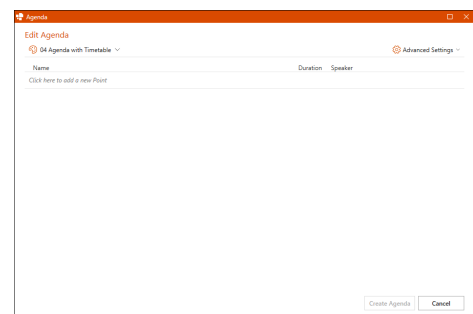 Agenda
Edit Agenda
04 Agenda with Timetable
Advanced Settings
Name Duration Speaker
Click here to add a new Point
Create Agenda Cancel